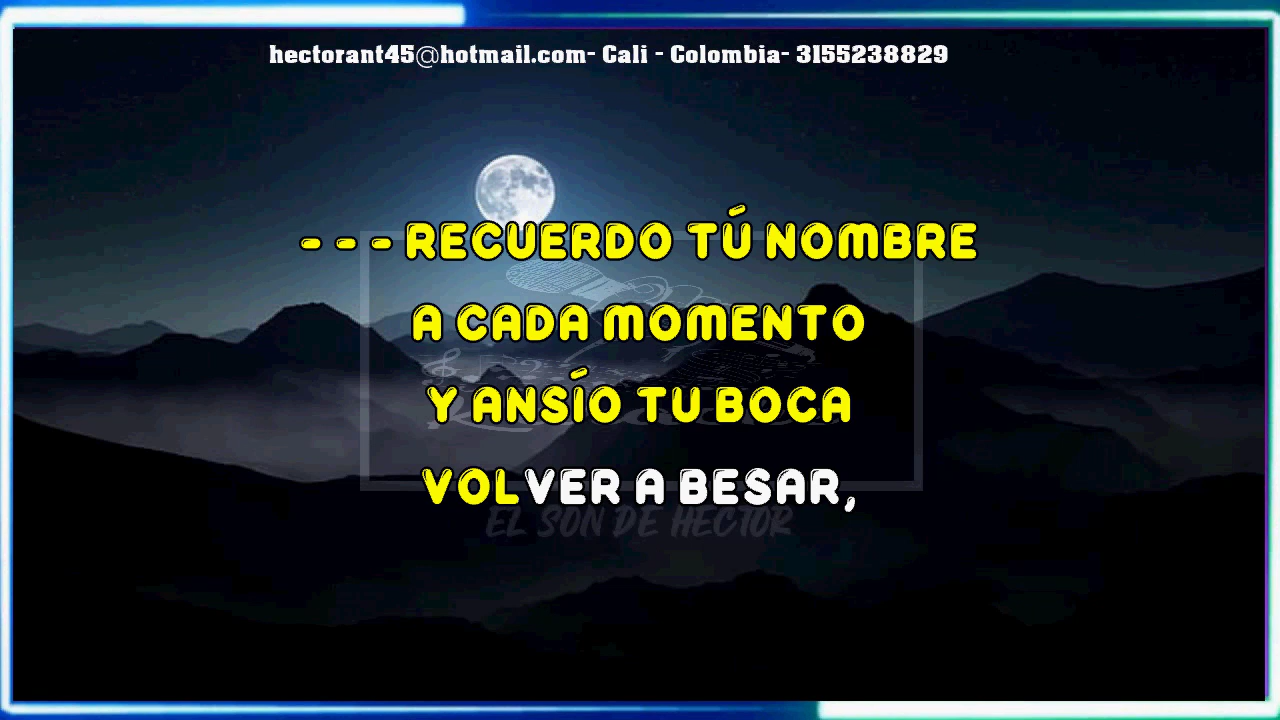 hectorant45@hotmail.com- Cali - Colombia- 3155238829
- - - RECUERDO TÚ NOMBRE
A CADA MOMENTO
Y ANSÍO TU BOCA
VOLVER A BESAR,
EL SON DE HECTOR